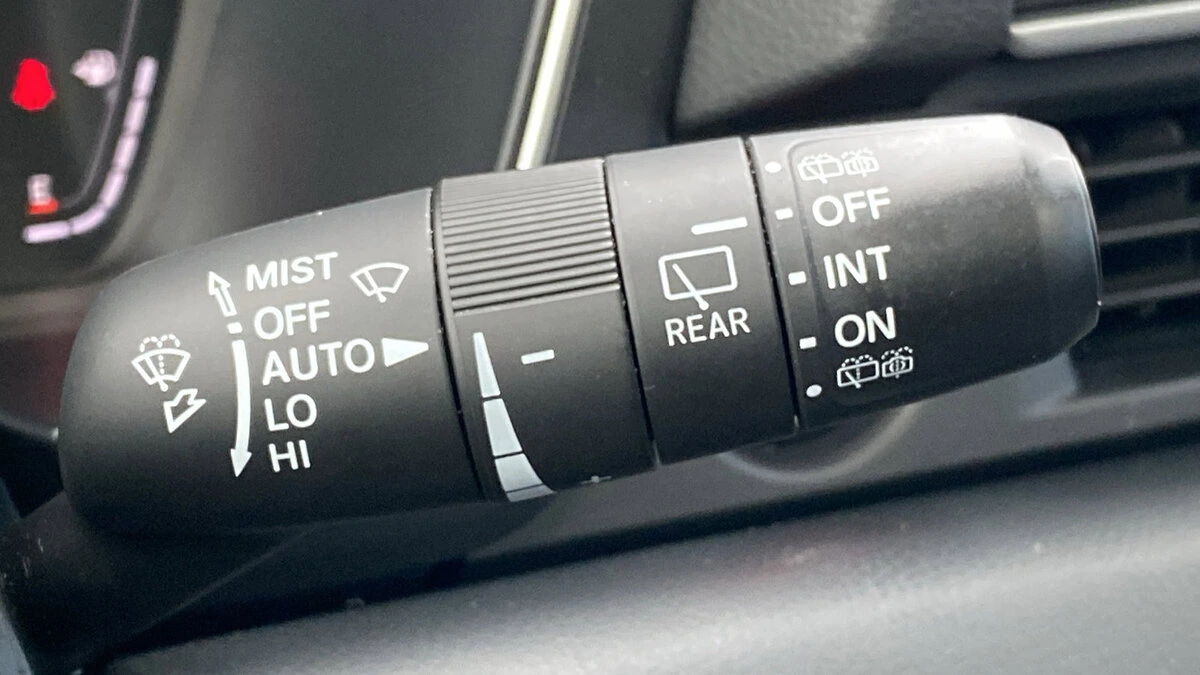 MIST
OFF
AUTO
LO
HI
REAR
OFF
INT
ON
E